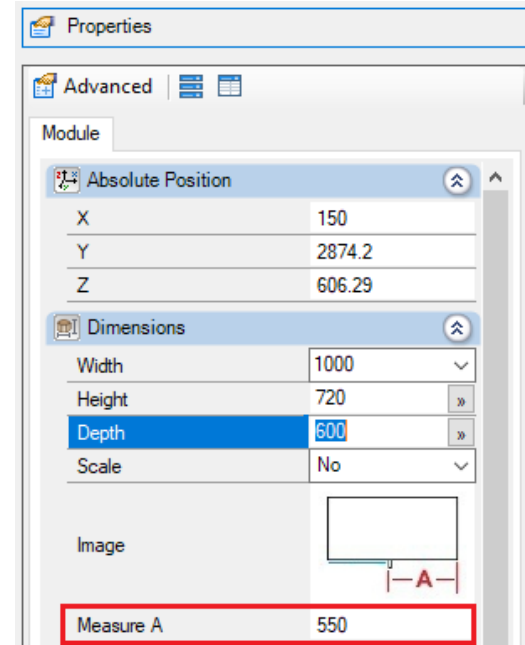 Properties
Advanced
Module
Absolute Position
X 150
Y 2874.2
Z 606.29
Dimensions
Width 1000
Height 720 »
Depth 600 »
Scale No
Image
A
Measure A 550